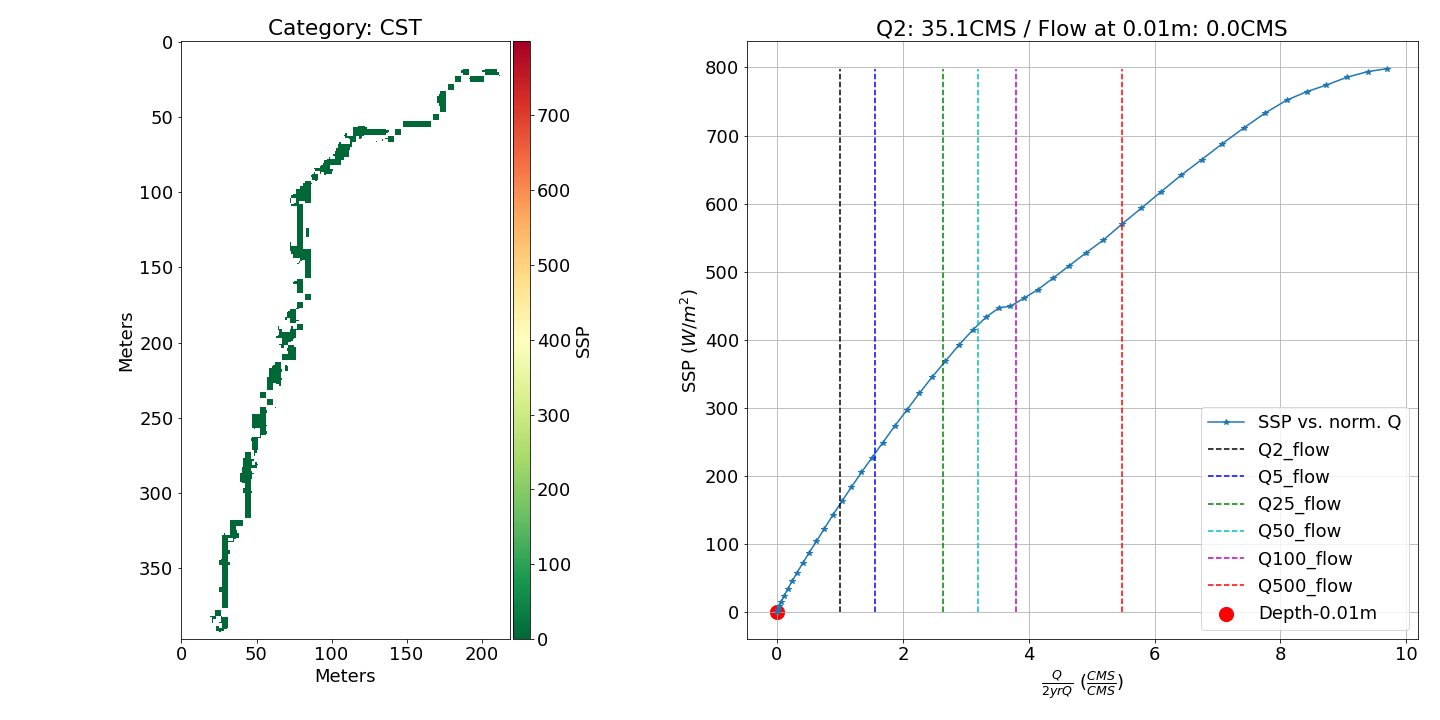 Category: CST
0
50
100
150
200
250
300
350
Meters
0 50 100 150 200
Meters
700
600
500
400
300
200
100
0
SSP
Q2: 35.1CMS / Flow at 0.01m: 0.0CMS
800
700
600
500
400
300
200
100
0
SSP (W/m²)
0 2 4 6 8 10
Q/2yrQ (CMS/CMS)
SSP vs. norm. Q
Q2_flow
Q5_flow
Q25_flow
Q50_flow
Q100_flow
Q500_flow
Depth-0.01m